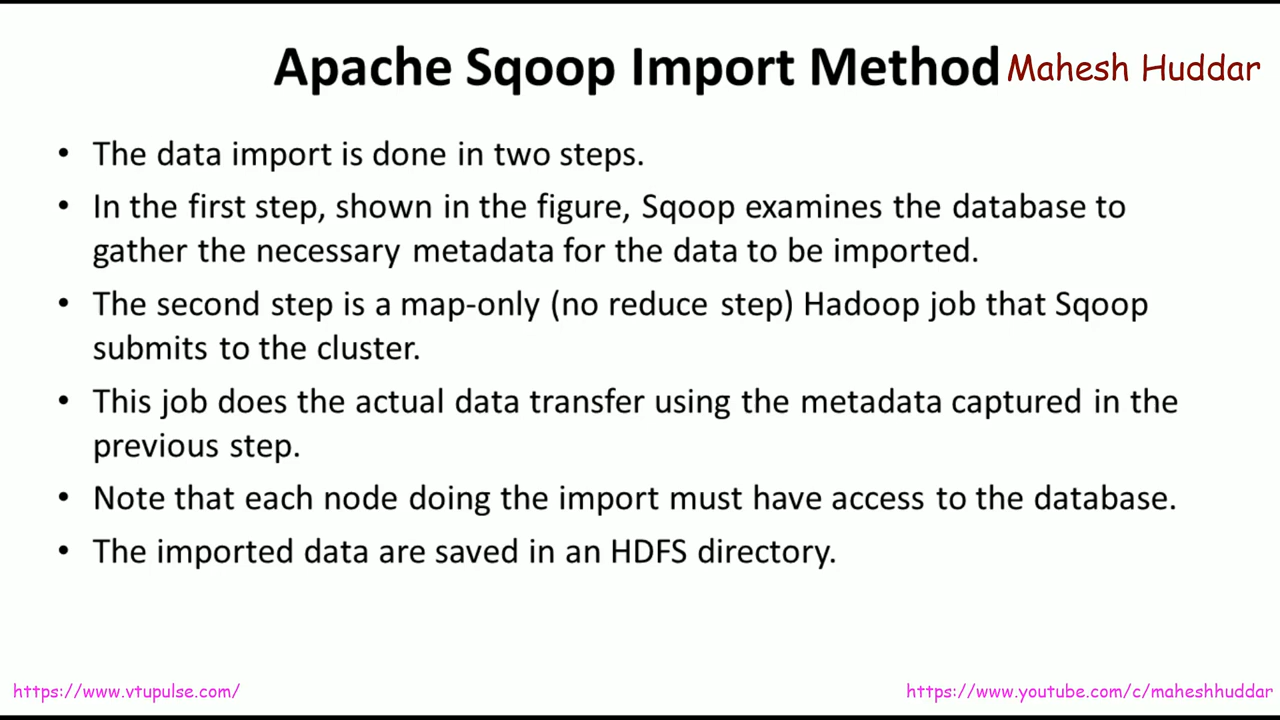 Apache Sqoop Import Method Mahesh Huddar
• The data import is done in two steps.
• In the first step, shown in the figure, Sqoop examines the database to
gather the necessary metadata for the data to be imported.
• The second step is a map-only (no reduce step) Hadoop job that Sqoop
submits to the cluster.
• This job does the actual data transfer using the metadata captured in the
previous step.
• Note that each node doing the import must have access to the database.
• The imported data are saved in an HDFS directory.
https://www.vtupulse.com/ https://www.youtube.com/c/maheshhuddar